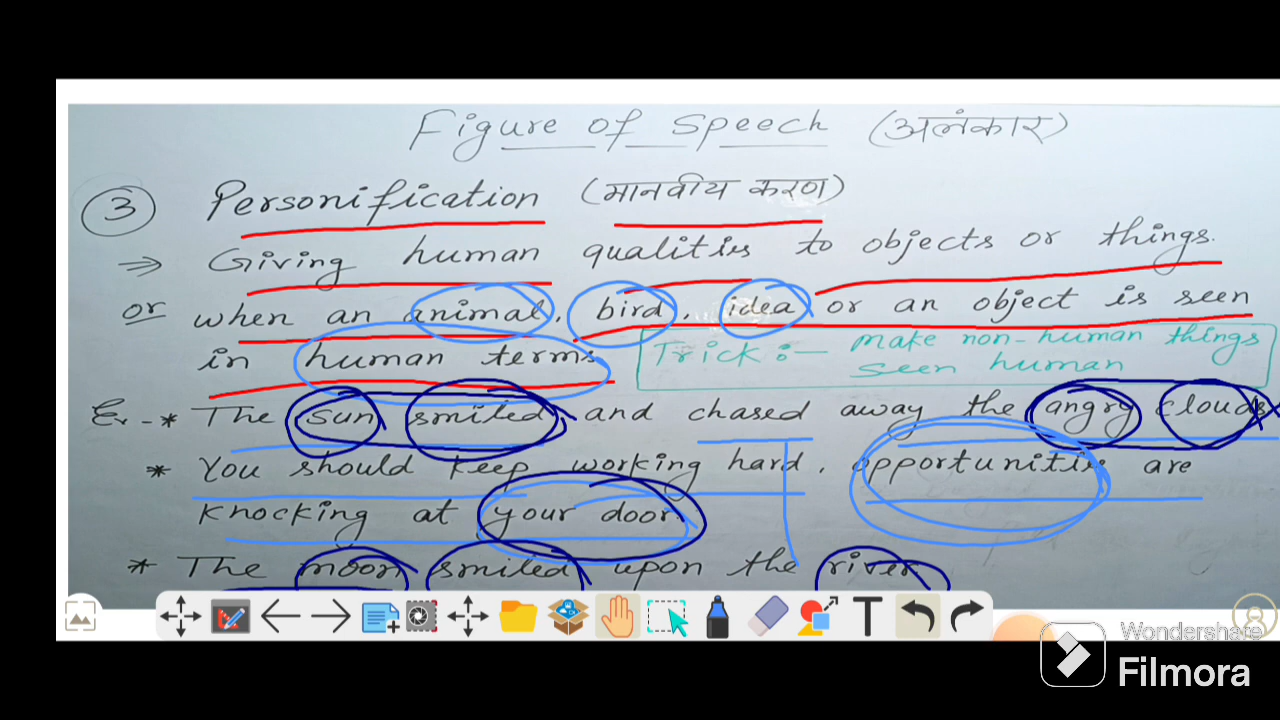 Figure of Speech (अलंकार)
3 Personification (मानवीय करण)
⇒ Giving human qualities to objects or things.
or when an animal, bird, idea or an object is seen
in human terms
Trick :- make non-human things
seen human
Ex - * The sun smiled and chased away the angry clouds
* You should keep working hard, opportunities are
knocking at your door.
* The moon smiled upon the river
T
Wondershare
Filmora